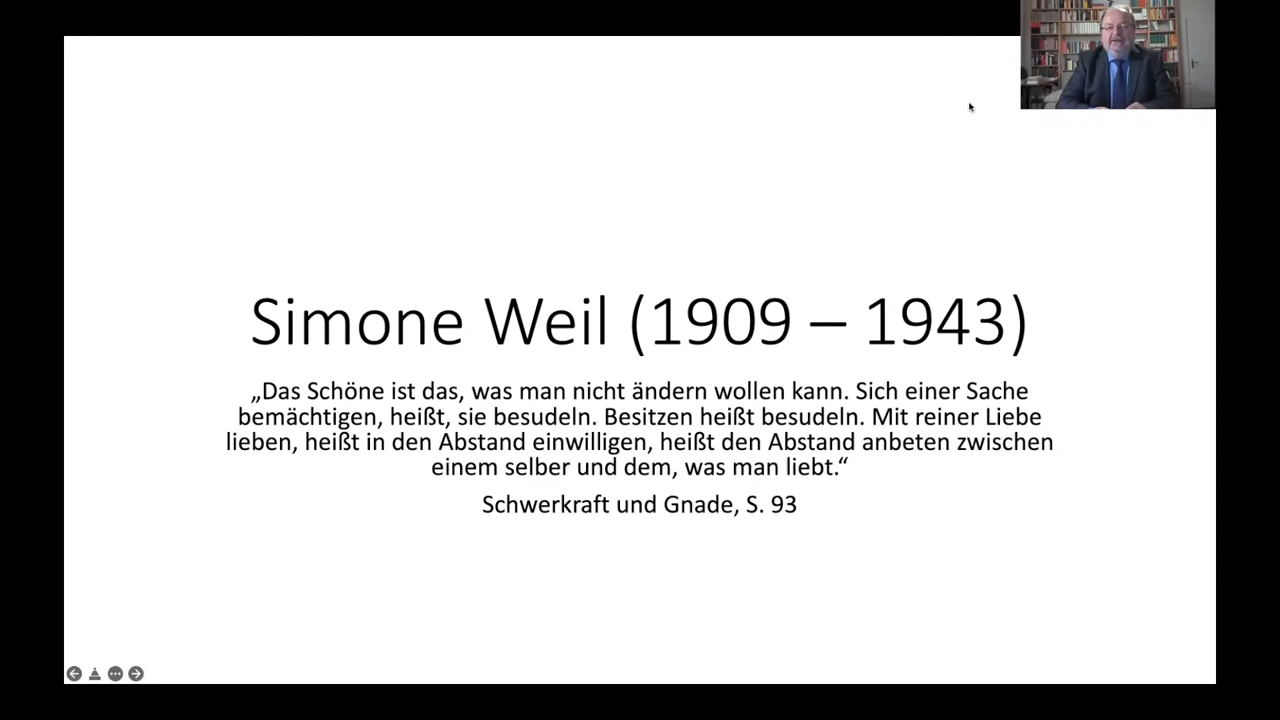 Simone Weil (1909 – 1943)
„Das Schöne ist das, was man nicht ändern wollen kann. Sich einer Sache
bemächtigen, heißt, sie besudeln. Besitzen heißt besudeln. Mit reiner Liebe
lieben, heißt in den Abstand einwilligen, heißt den Abstand anbeten zwischen
einem selber und dem, was man liebt.“
Schwerkraft und Gnade, S. 93